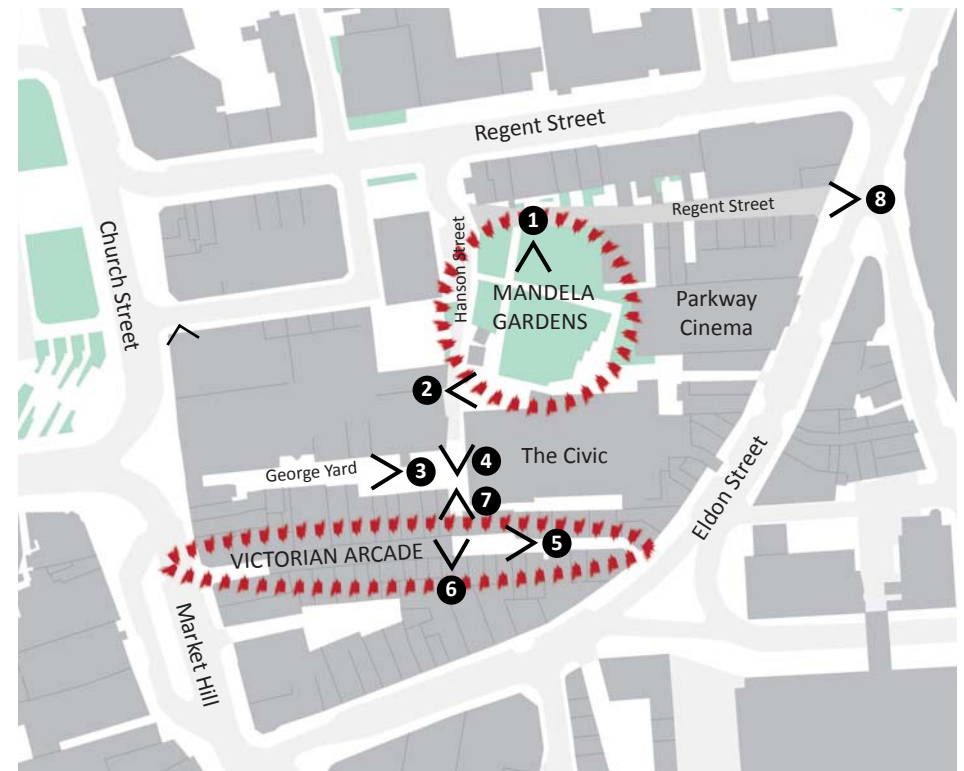 Regent Street
Regent Street
8
1
Church Street
Hanson Street
MANDELA
GARDENS
Parkway
Cinema
2
George Yard
3
4
The Civic
7
Eldon Street
VICTORIAN ARCADE
5
6
Market Hill